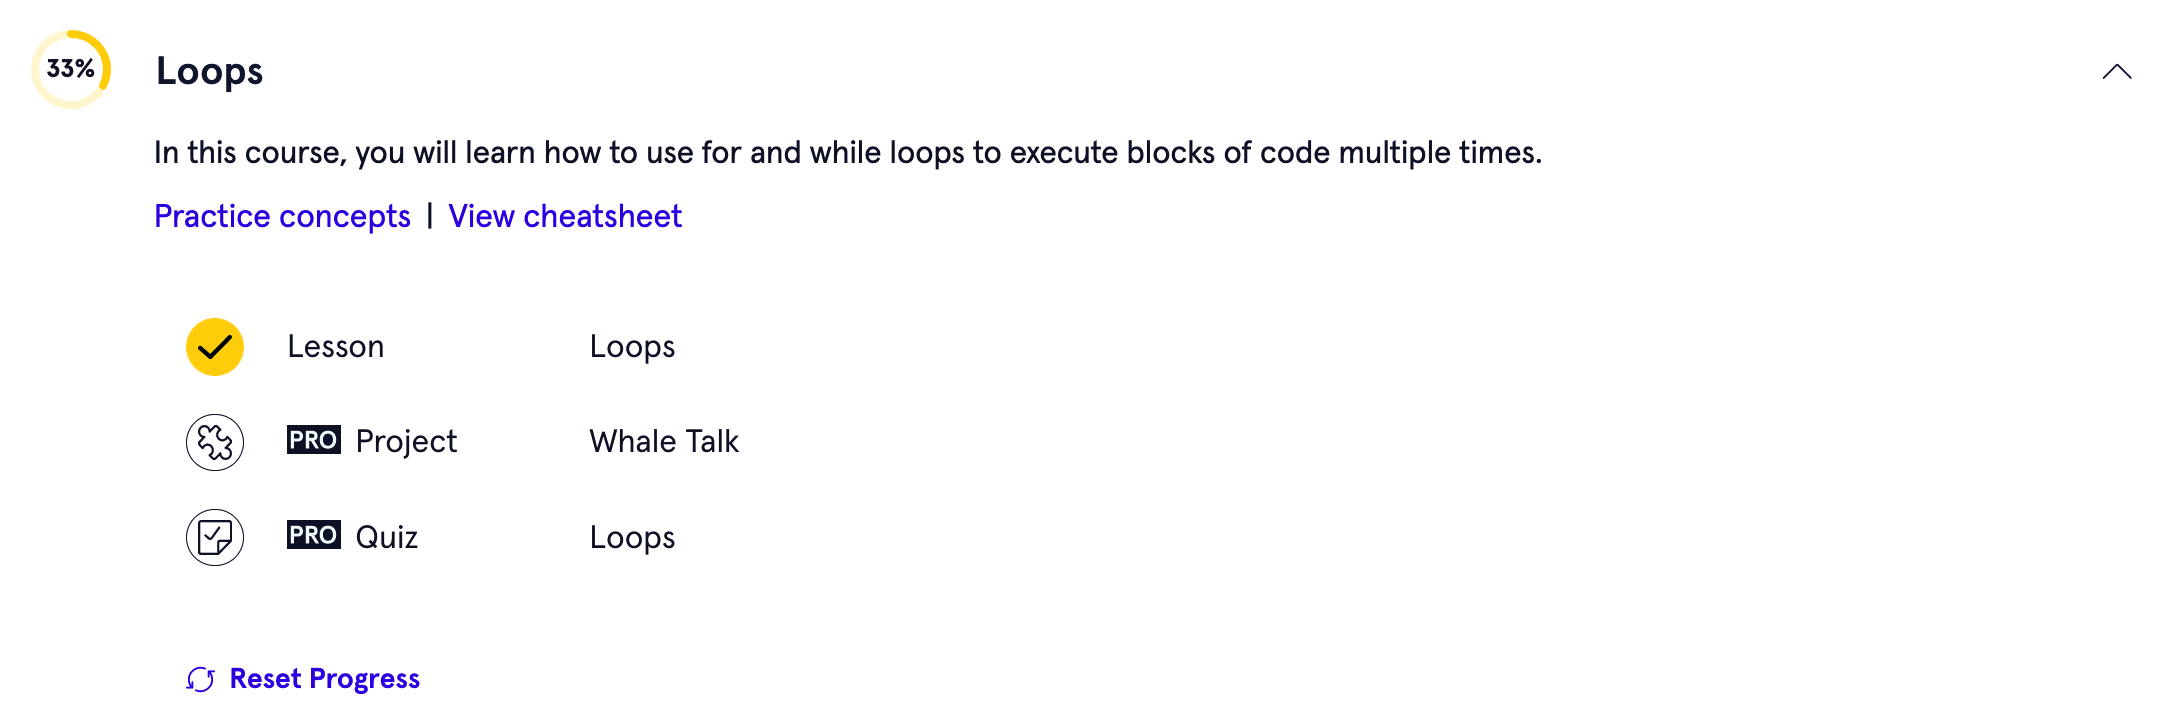 33%
Loops
In this course, you will learn how to use for and while loops to execute blocks of code multiple times.
Practice concepts | View cheatsheet
Lesson Loops
PRO Project Whale Talk
PRO Quiz Loops
Reset Progress